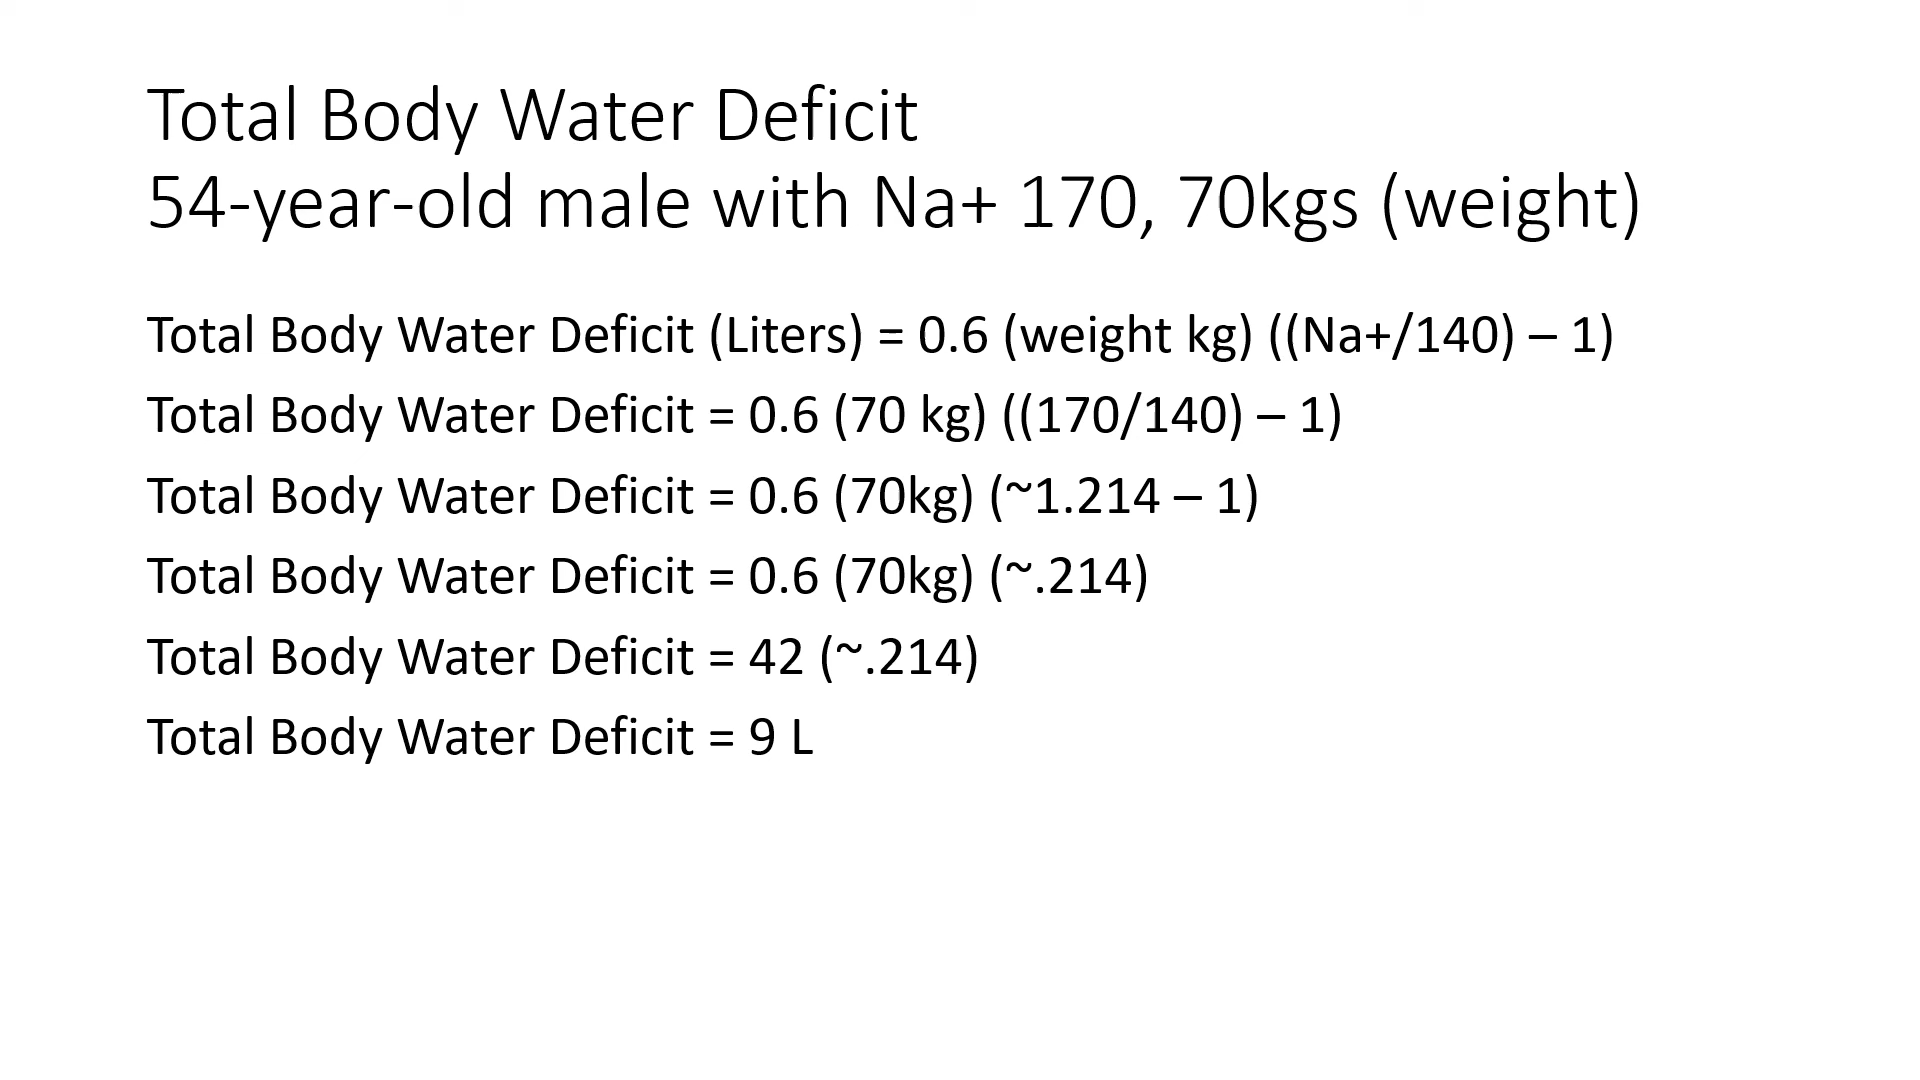 Total Body Water Deficit
54-year-old male with Na+ 170, 70kgs (weight)
Total Body Water Deficit (Liters) = 0.6 (weight kg) ((Na+/140) – 1)
Total Body Water Deficit = 0.6 (70 kg) ((170/140) – 1)
Total Body Water Deficit = 0.6 (70kg) (~1.214 – 1)
Total Body Water Deficit = 0.6 (70kg) (~.214)
Total Body Water Deficit = 42 (~.214)
Total Body Water Deficit = 9 L